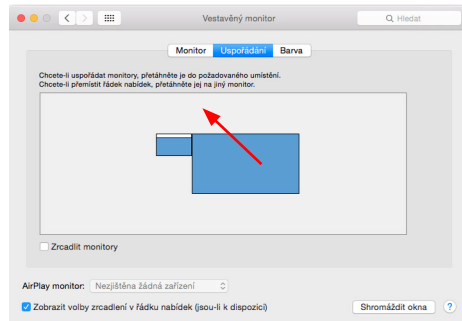 Vestavěný monitor
Hledat
Monitor Uspořádání Barva
Chcete-li uspořádat monitory, přetáhněte je do požadovaného umístění.
Chcete-li přemístit řádek nabídek, přetáhněte jej na jiný monitor.
Zrcadlit monitory
AirPlay monitor: Nezjištěna žádná zařízení
Zobrazit volby zrcadlení v řádku nabídek (jsou-li k dispozici)
Shromáždit okna ?